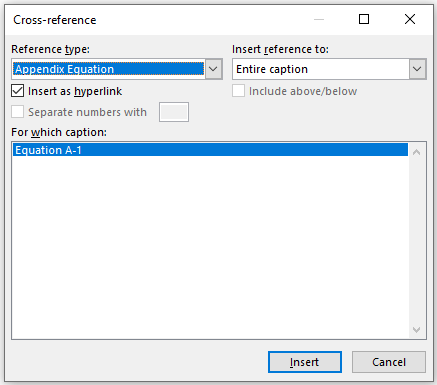 Cross-reference
Reference type:
Insert reference to:
Appendix Equation
Entire caption
Insert as hyperlink
Include above/below
Separate numbers with
For which caption:
Equation A-1
Insert
Cancel